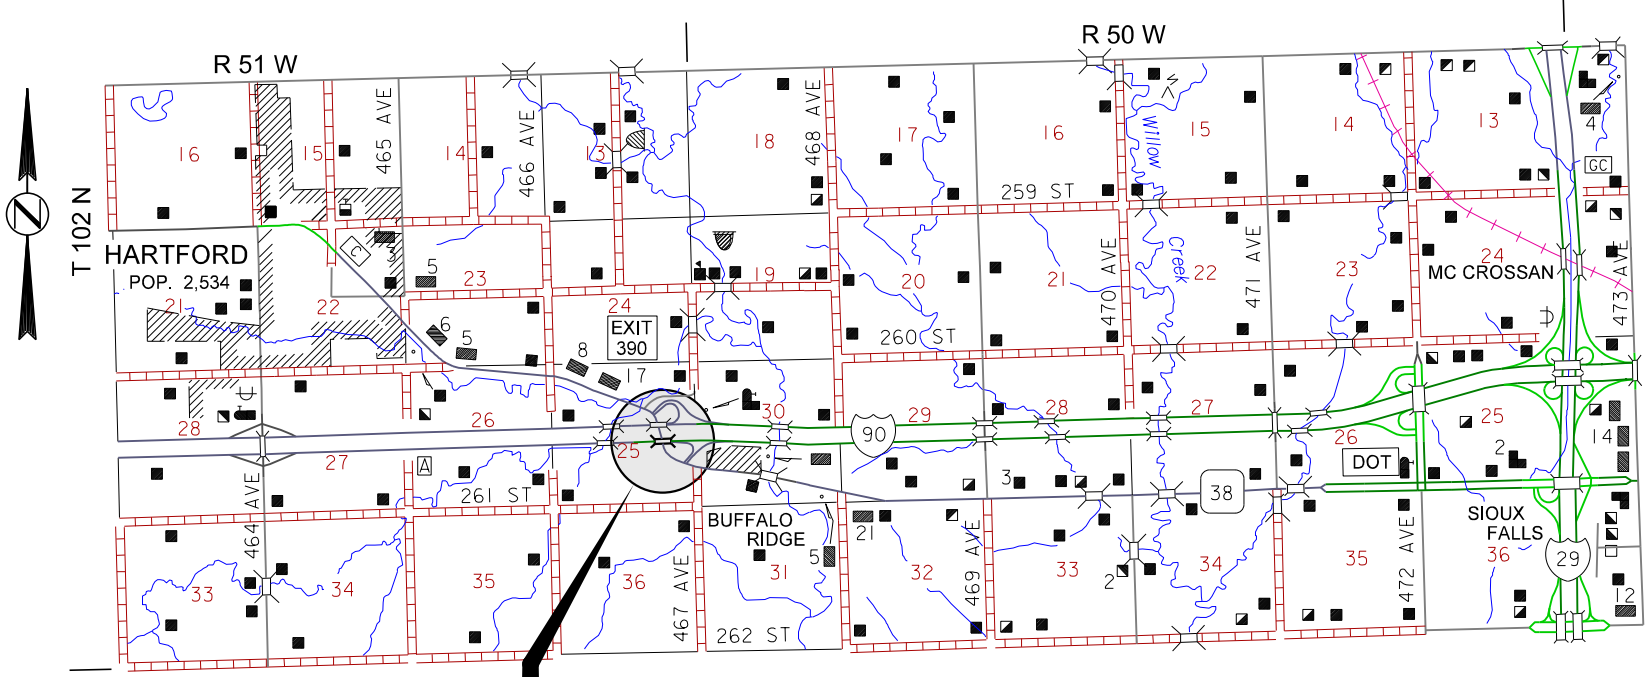 R 51 W
R 50 W
T 102 N
N
465 AVE
466 AVE
468 AVE
16
15
14
13
18
17
16
15
14
13
4
GC
Willow
Creek
259 ST
HARTFORD
POP. 2,534
C
3
5
23
19
20
21
22
23
24
MC CROSSAN
470 AVE
471 AVE
473 AVE
21
22
6
5
24
EXIT
390
8
17
260 ST
28
26
25
30
29
28
27
26
25
90
14
27
A
261 ST
3
38
DOT
2
464 AVE
BUFFALO
RIDGE
21
5
469 AVE
472 AVE
SIOUX
FALLS
33
34
35
36
467 AVE
31
32
33
2
34
35
36
29
12
262 ST